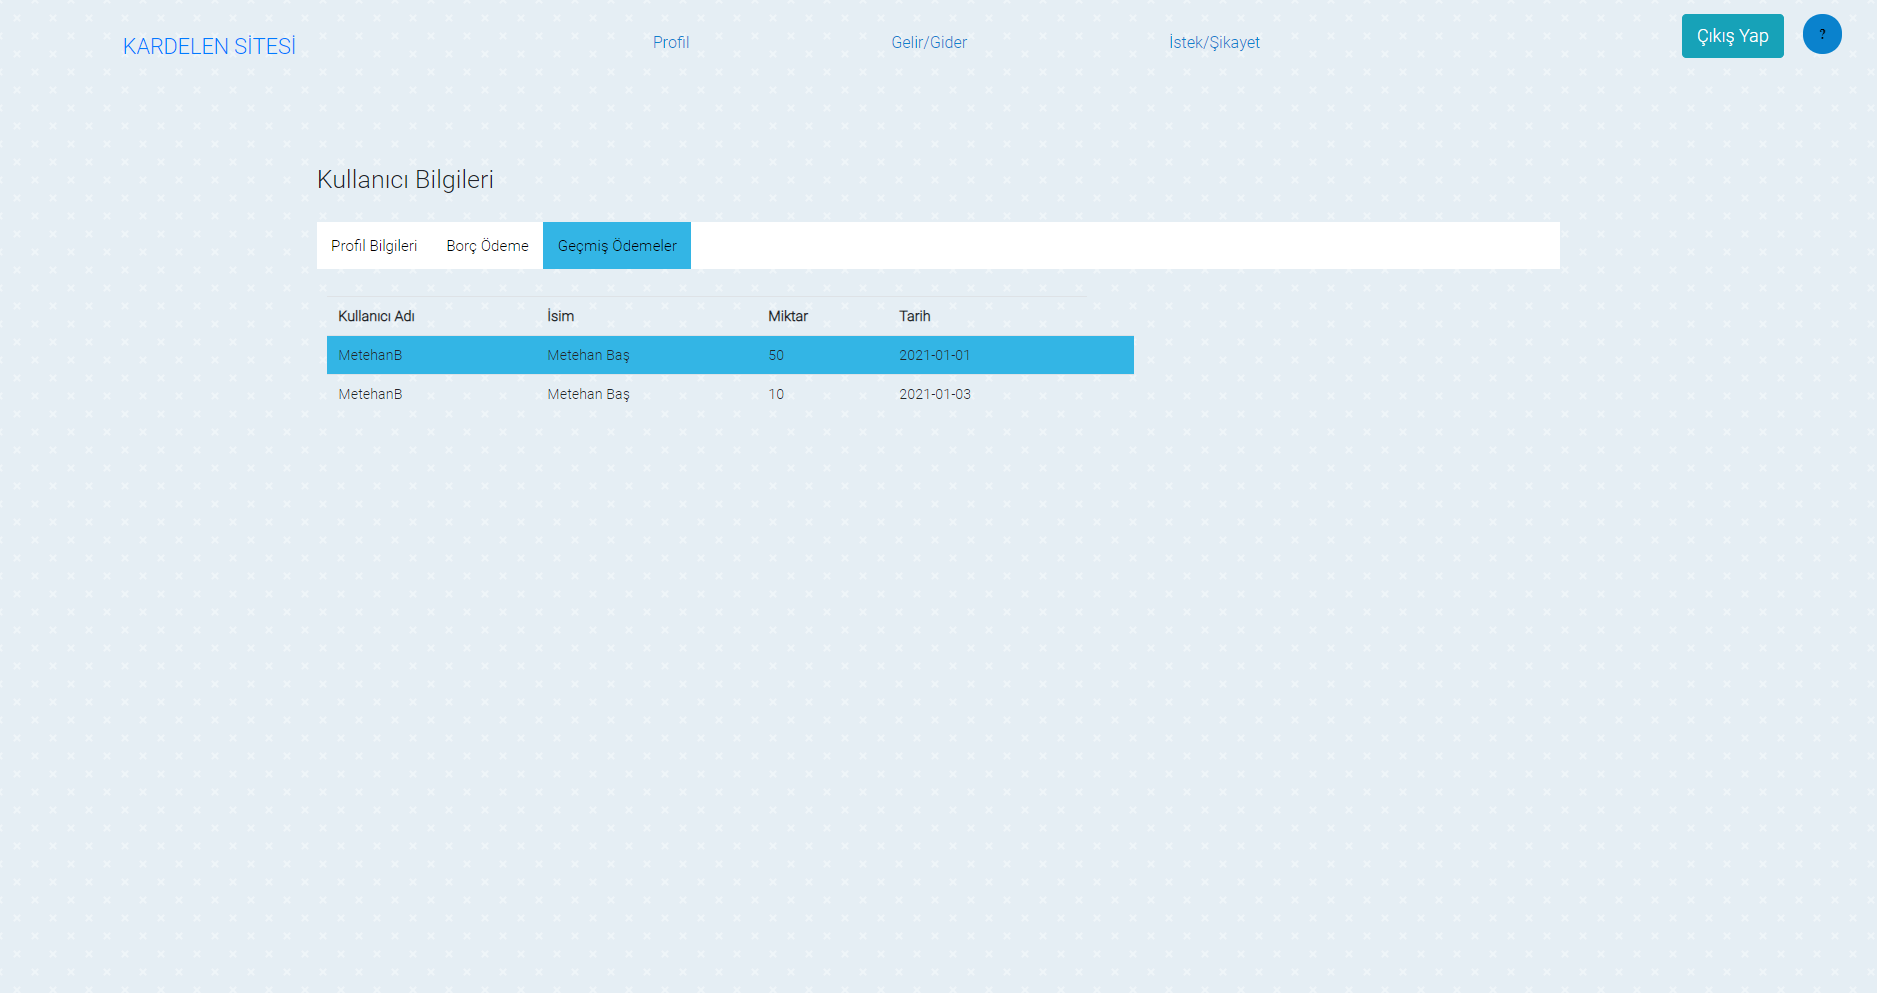 KARDELEN SİTESİ Profil Gelir/Gider İstek/Şikayet Çıkış Yap ?
Kullanıcı Bilgileri
Profil Bilgileri Borç Ödeme Geçmiş Ödemeler
Kullanıcı Adı İsim Miktar Tarih
MetehanB Metehan Baş 50 2021-01-01
MetehanB Metehan Baş 10 2021-01-03